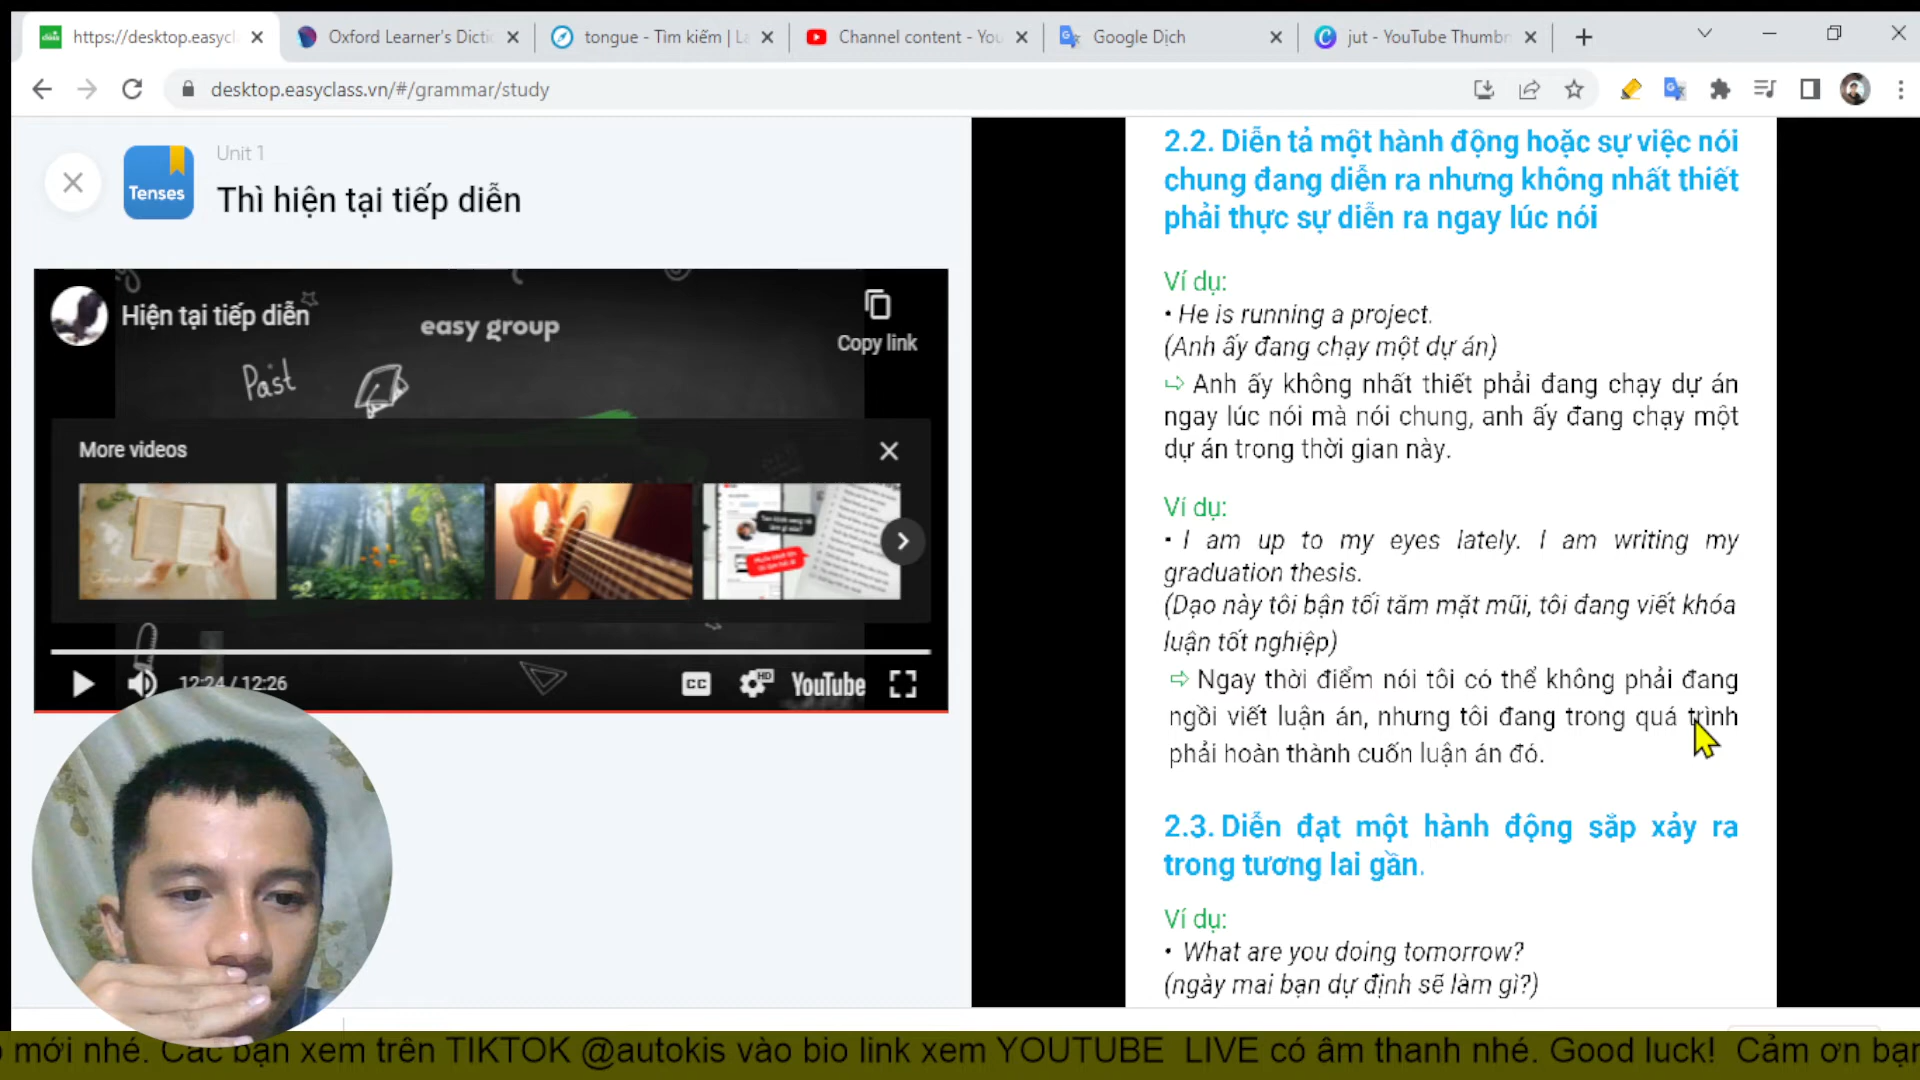 https://desktop.easycl
Oxford Learner's Dictio
tongue - Tìm kiếm | La
Channel content - You
Google Dịch
jut - YouTube Thumbn
desktop.easyclass.vn/#/grammar/study
Unit 1
Tenses
Thì hiện tại tiếp diễn
Hiện tại tiếp diễn
easy group
Copy link
Past
More videos
12:24 / 12:26
CC
HD
YouTube
2.2. Diễn tả một hành động hoặc sự việc nói
chung đang diễn ra nhưng không nhất thiết
phải thực sự diễn ra ngay lúc nói
Ví dụ:
• He is running a project.
(Anh ấy đang chạy một dự án)
➪ Anh ấy không nhất thiết phải đang chạy dự án
ngay lúc nói mà nói chung, anh ấy đang chạy một
dự án trong thời gian này.
Ví dụ:
• I am up to my eyes lately. I am writing my
graduation thesis.
(Dạo này tôi bận tối tăm mặt mũi, tôi đang viết khóa
luận tốt nghiệp)
➪ Ngay thời điểm nói tôi có thể không phải đang
ngồi viết luận án, nhưng tôi đang trong quá trình
phải hoàn thành cuốn luận án đó.
2.3. Diễn đạt một hành động sắp xảy ra
trong tương lai gần.
Ví dụ:
• What are you doing tomorrow?
(ngày mai bạn dự định sẽ làm gì?)
mới nhé. Các bạn xem trên TIKTOK @autokis vào bio link xem YOUTUBE LIVE có âm thanh nhé. Good luck! Cảm ơn bạn